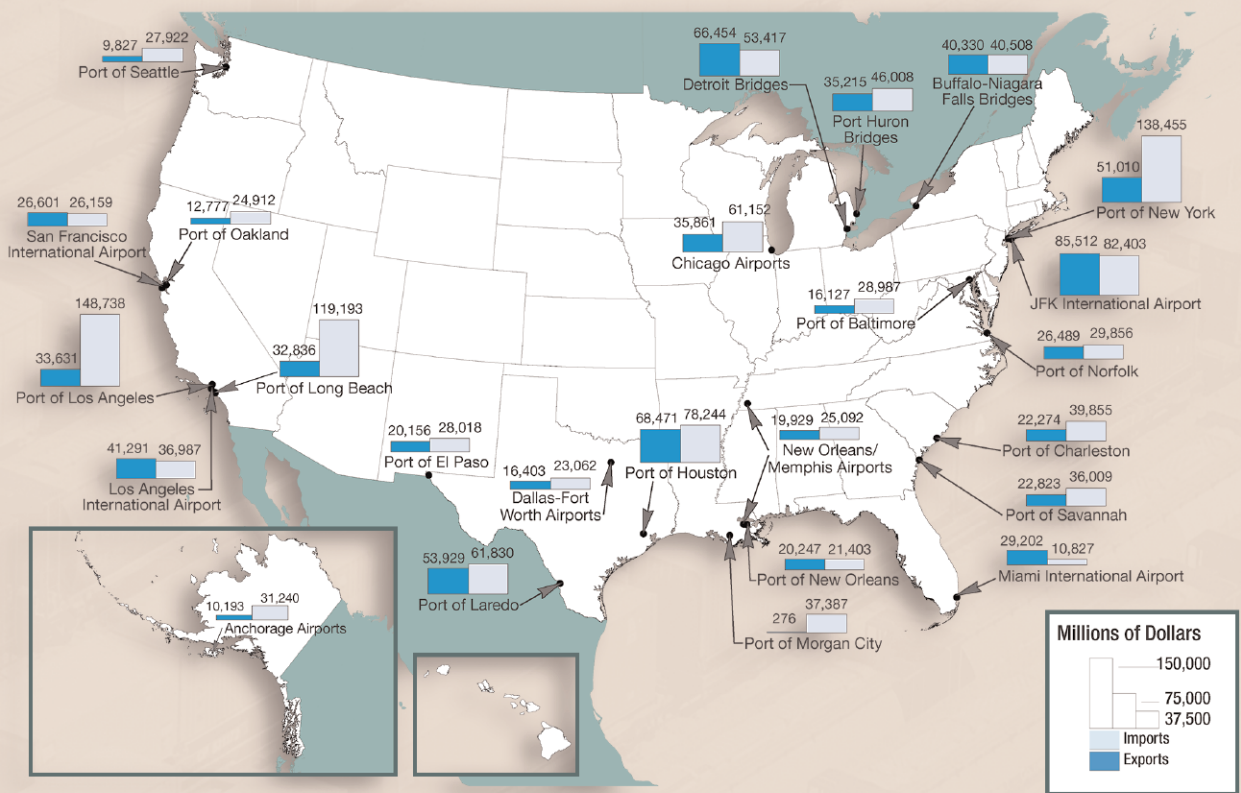 9,827 27,922
Port of Seattle
66,454 53,417
Detroit Bridges
35,215 46,008
Port Huron
Bridges
40,330 40,508
Buffalo-Niagara
Falls Bridges
138,455
51,010
Port of New York
26,601 26,159
San Francisco
International Airport
12,777 24,912
Port of Oakland
35,861 61,152
Chicago Airports
85,512 82,403
JFK International Airport
16,127 28,987
Port of Baltimore
148,738
33,631
Port of Los Angeles
119,193
32,836
Port of Long Beach
26,489 29,856
Port of Norfolk
41,291 36,987
Los Angeles
International Airport
20,156 28,018
Port of El Paso
16,403 23,062
Dallas-Fort
Worth Airports
68,471 78,244
Port of Houston
19,929 25,092
New Orleans/
Memphis Airports
22,274 39,855
Port of Charleston
22,823 36,009
Port of Savannah
53,929 61,830
Port of Laredo
20,247 21,403
Port of New Orleans
29,202 10,827
Miami International Airport
276 37,387
Port of Morgan City
10,193 31,240
Anchorage Airports
Millions of Dollars
150,000
75,000
37,500
Imports
Exports